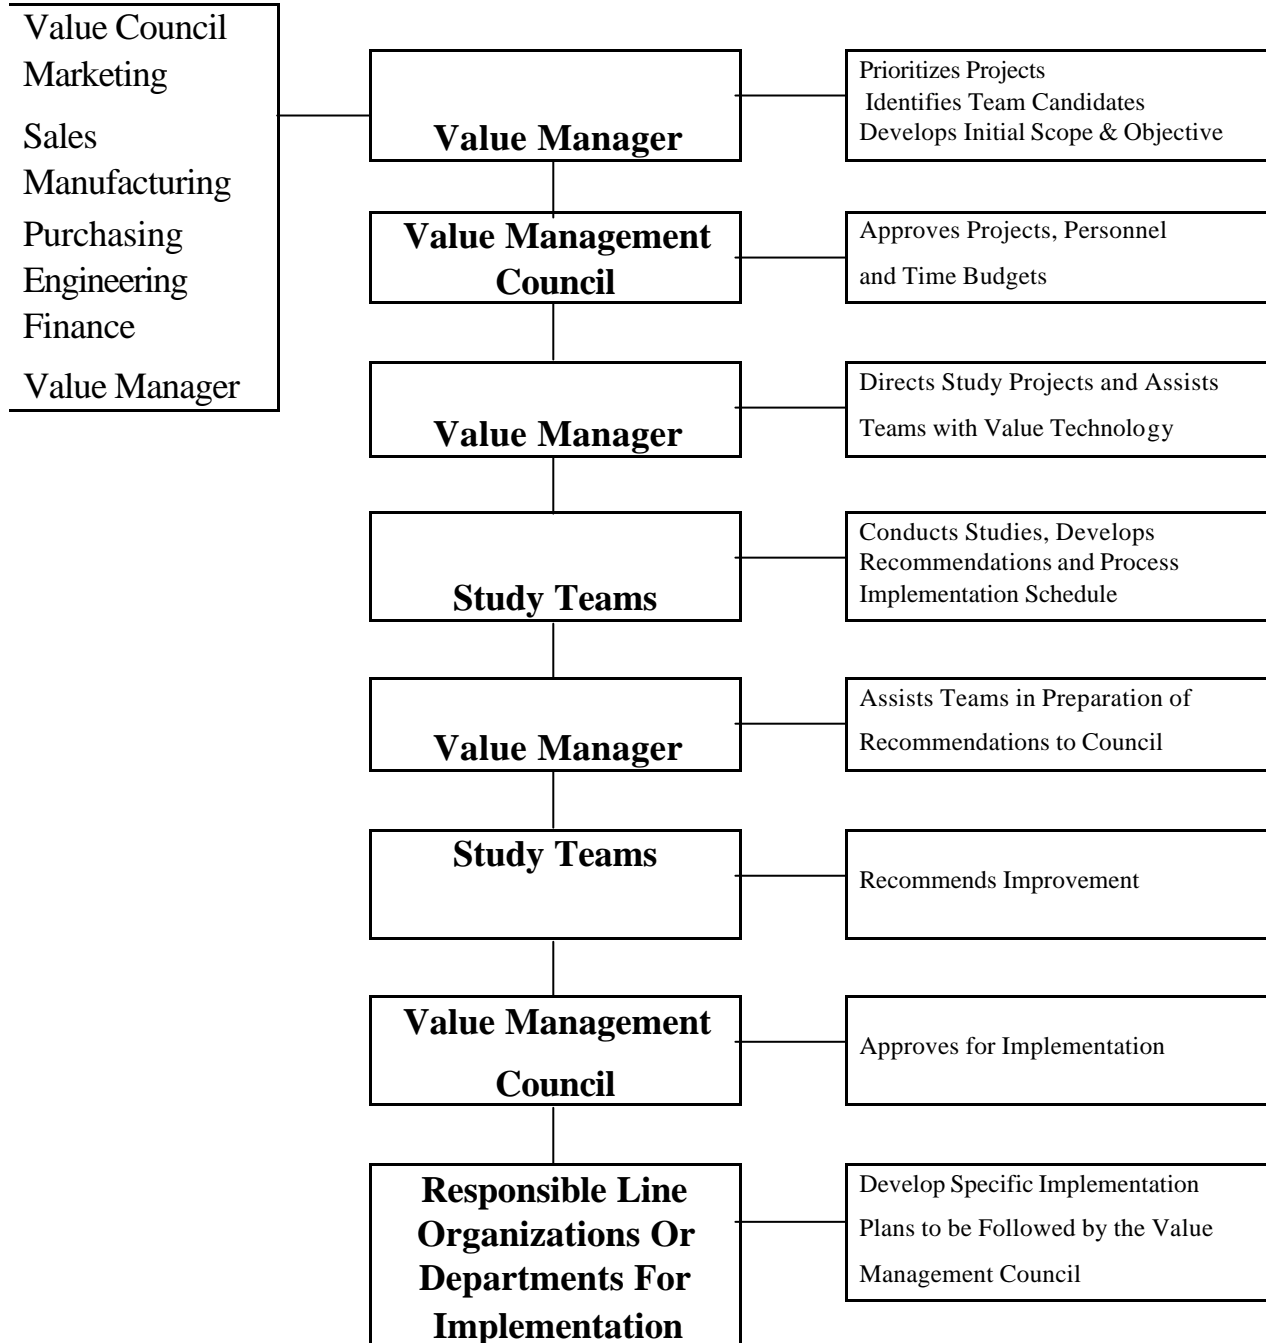 Value Council
Marketing
Sales
Manufacturing
Purchasing
Engineering
Finance
Value Manager
Value Manager
Prioritizes Projects
Identifies Team Candidates
Develops Initial Scope & Objective
Value Management
Council
Approves Projects, Personnel
and Time Budgets
Value Manager
Directs Study Projects and Assists
Teams with Value Technology
Study Teams
Conducts Studies, Develops
Recommendations and Process
Implementation Schedule
Value Manager
Assists Teams in Preparation of
Recommendations to Council
Study Teams
Recommends Improvement
Value Management
Council
Approves for Implementation
Responsible Line
Organizations Or
Departments For
Implementation
Develop Specific Implementation
Plans to be Followed by the Value
Management Council